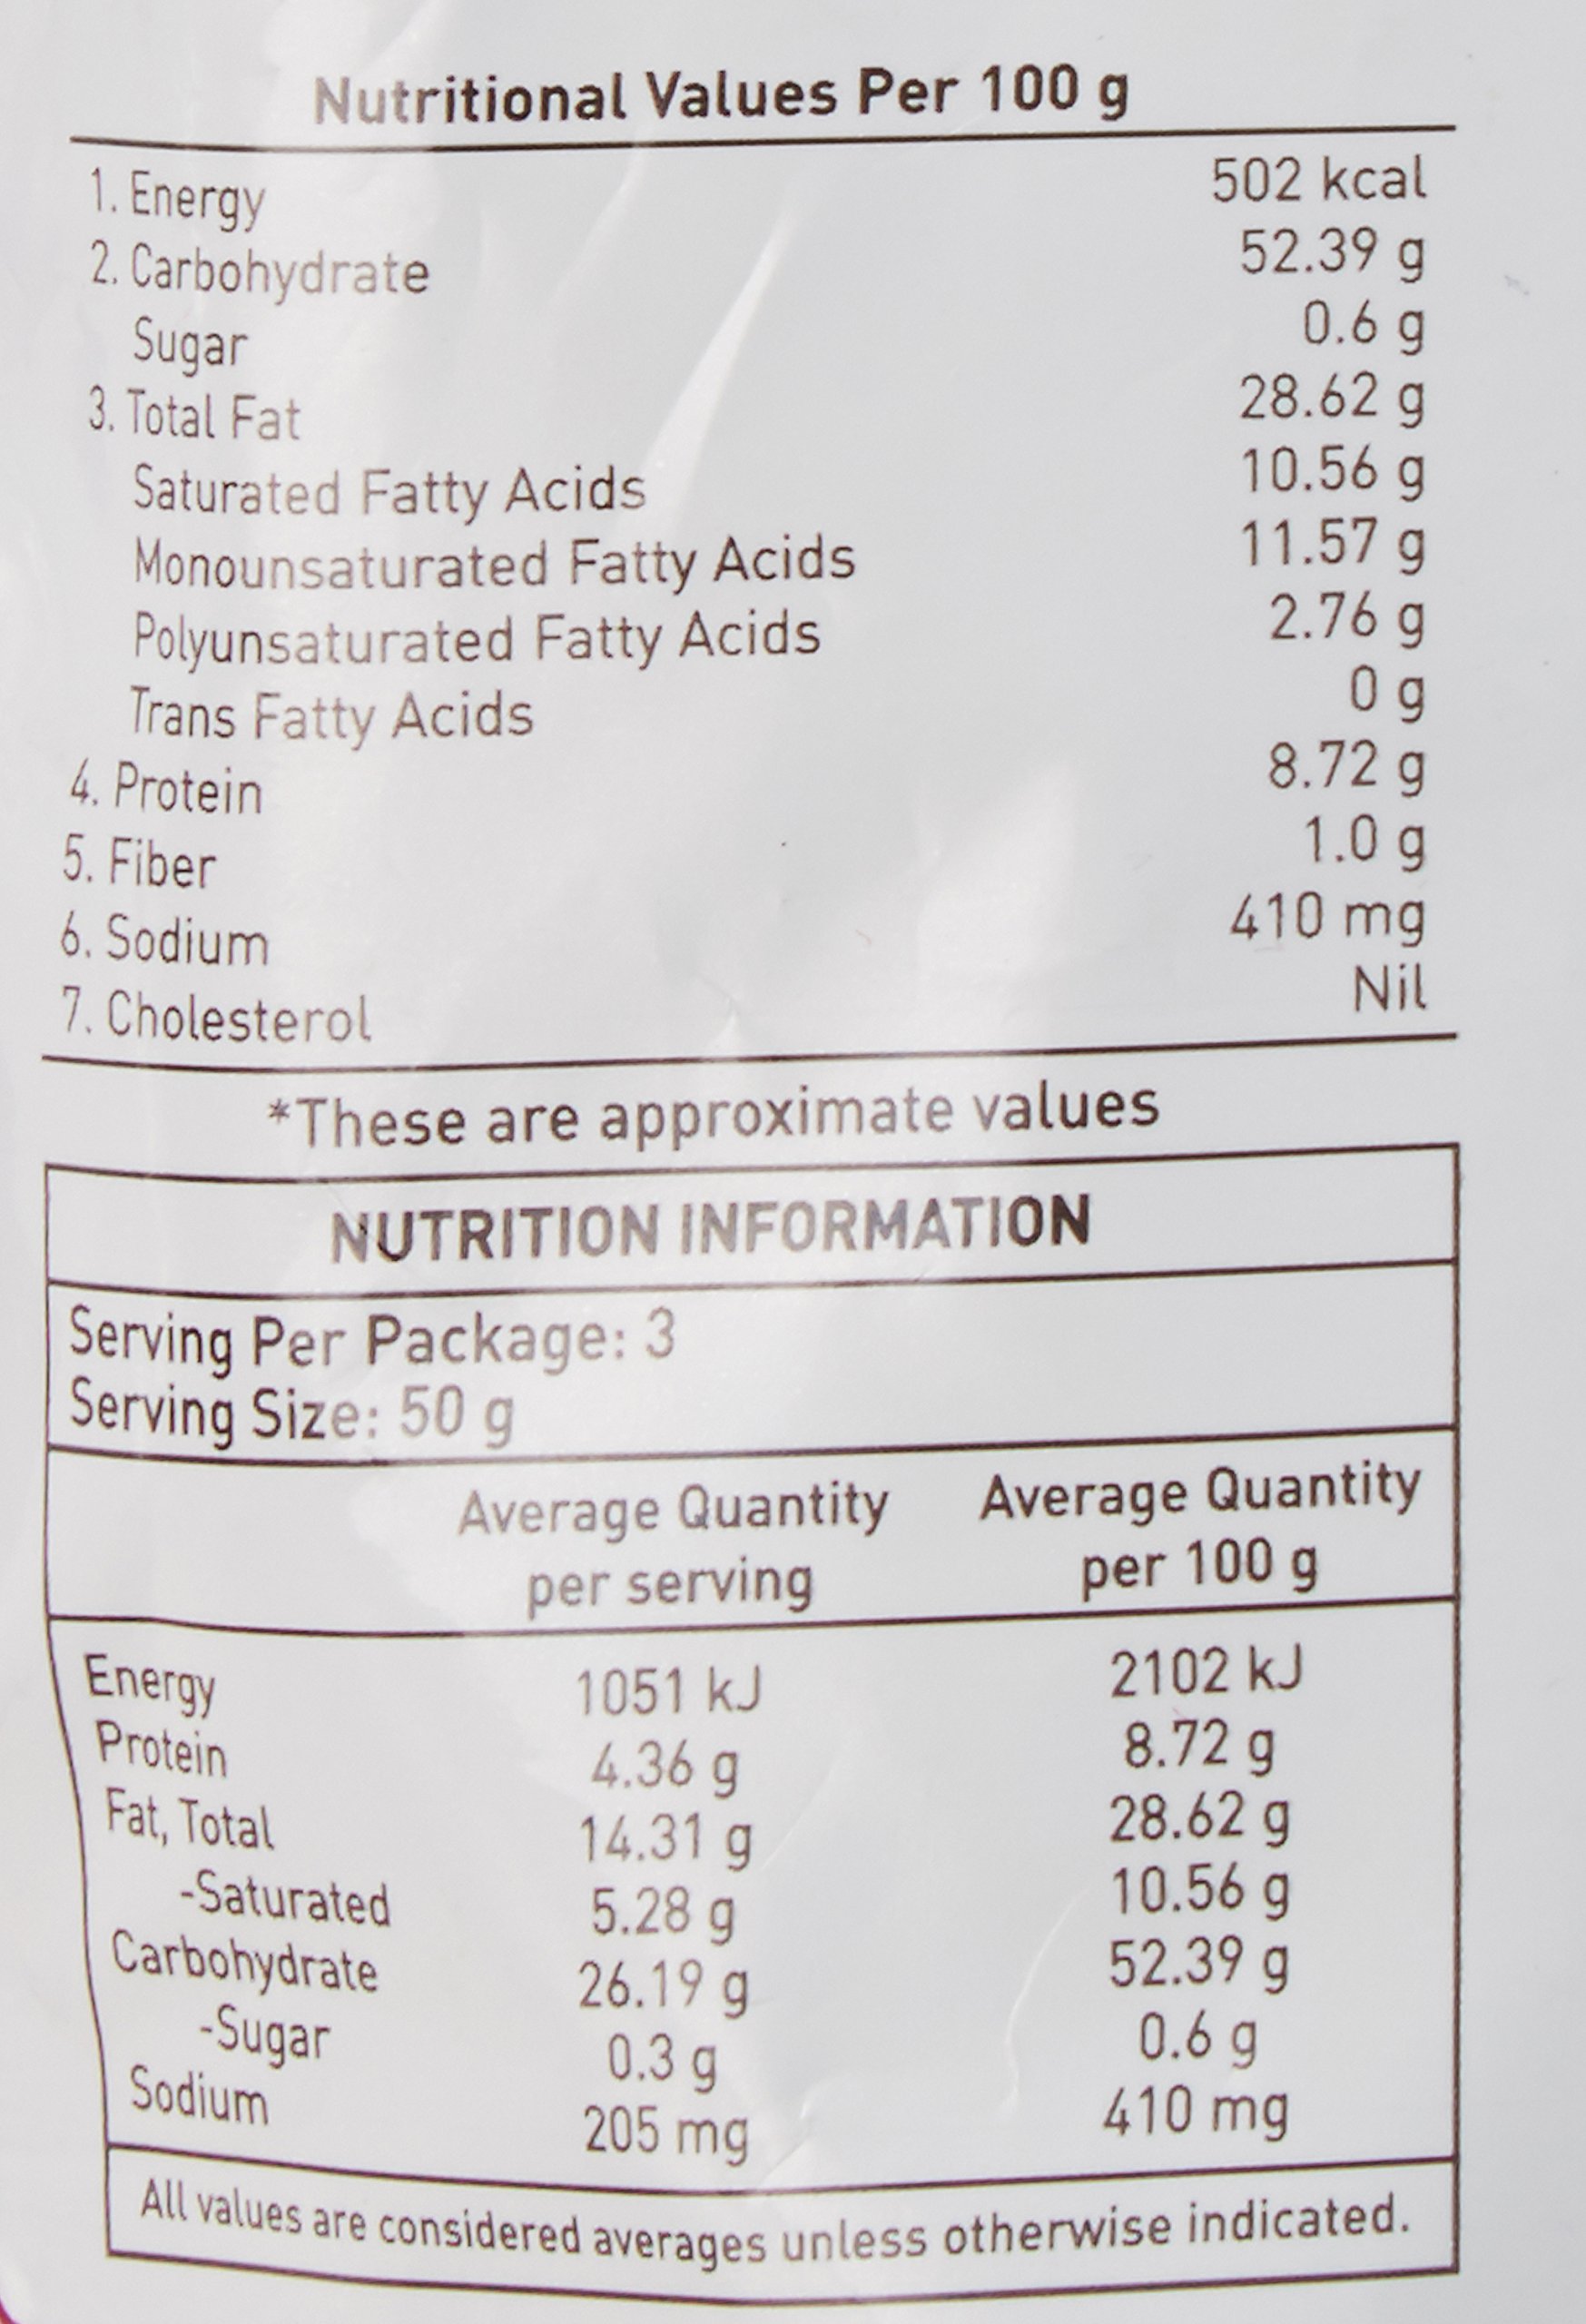 Nutritional Values Per 100 g
1. Energy 502 kcal
2. Carbohydrate 52.39 g
Sugar 0.6 g
3. Total Fat 28.62 g
Saturated Fatty Acids 10.56 g
Monounsaturated Fatty Acids 11.57 g
Polyunsaturated Fatty Acids 2.76 g
Trans Fatty Acids 0 g
4. Protein 8.72 g
5. Fiber 1.0 g
6. Sodium 410 mg
7. Cholesterol Nil
*These are approximate values
NUTRITION INFORMATION
Serving Per Package: 3
Serving Size: 50 g
Average Quantity Average Quantity
per serving per 100 g
Energy 1051 kJ 2102 kJ
Protein 4.36 g 8.72 g
Fat, Total 14.31 g 28.62 g
-Saturated 5.28 g 10.56 g
Carbohydrate 26.19 g 52.39 g
-Sugar 0.3 g 0.6 g
Sodium 205 mg 410 mg
All values are considered averages unless otherwise indicated.